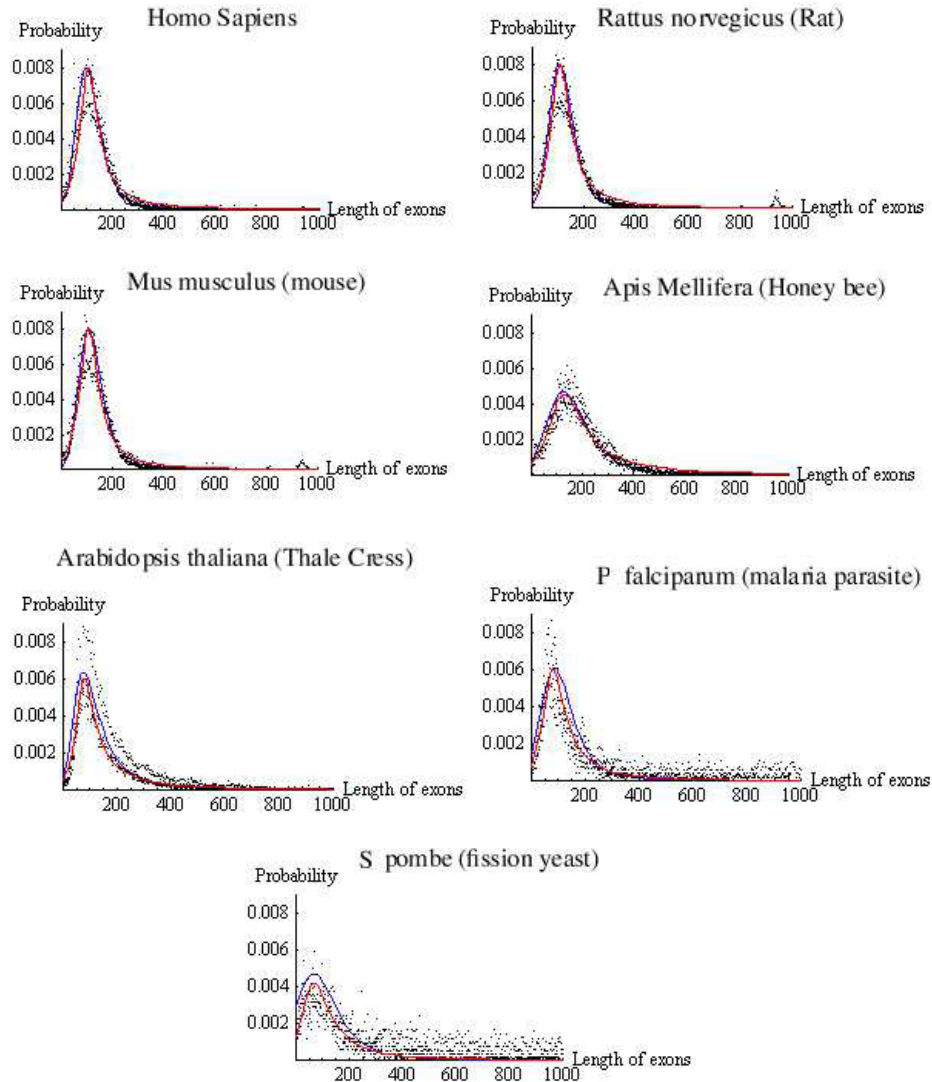 Homo Sapiens
Probability
0.008
0.006
0.004
0.002
200 400 600 800 1000
Length of exons
Rattus norvegicus (Rat)
Probability
0.008
0.006
0.004
0.002
200 400 600 800 1000
Length of exons
Mus musculus (mouse)
Probability
0.008
0.006
0.004
0.002
200 400 600 800 1000
Length of exons
Apis Mellifera (Honey bee)
Probability
0.008
0.006
0.004
0.002
200 400 600 800 1000
Length of exons
Arabidopsis thaliana (Thale Cress)
Probability
0.008
0.006
0.004
0.002
200 400 600 800 1000
Length of exons
P falciparum (malaria parasite)
Probability
0.008
0.006
0.004
0.002
200 400 600 800 1000
Length of exons
S pombe (fission yeast)
Probability
0.008
0.006
0.004
0.002
200 400 600 800 1000
Length of exons